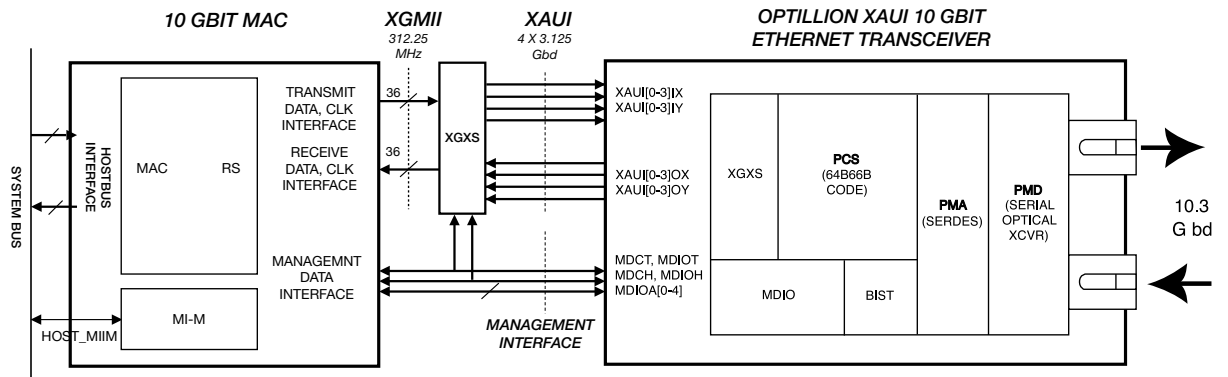 10 GBIT MAC
XGMII
312.25
MHz
XAUI
4 X 3.125
Gbd
OPTILLION XAUI 10 GBIT
ETHERNET TRANSCEIVER
SYSTEM BUS
HOSTBUS
INTERFACE
MAC
RS
TRANSMIT
DATA, CLK
INTERFACE
36
RECEIVE
DATA, CLK
INTERFACE
36
MANAGEMNT
DATA
INTERFACE
MI-M
HOST_MIIM
XGXS
XAUI[0-3]IX
XAUI[0-3]IY
XAUI[0-3]OX
XAUI[0-3]OY
MDCT, MDIOT
MDCH, MDIOH
MDIOA[0-4]
MANAGEMENT
INTERFACE
XGXS
PCS
(64B66B
CODE)
PMA
(SERDES)
PMD
(SERIAL
OPTICAL
XCVR)
MDIO
BIST
10.3
G bd